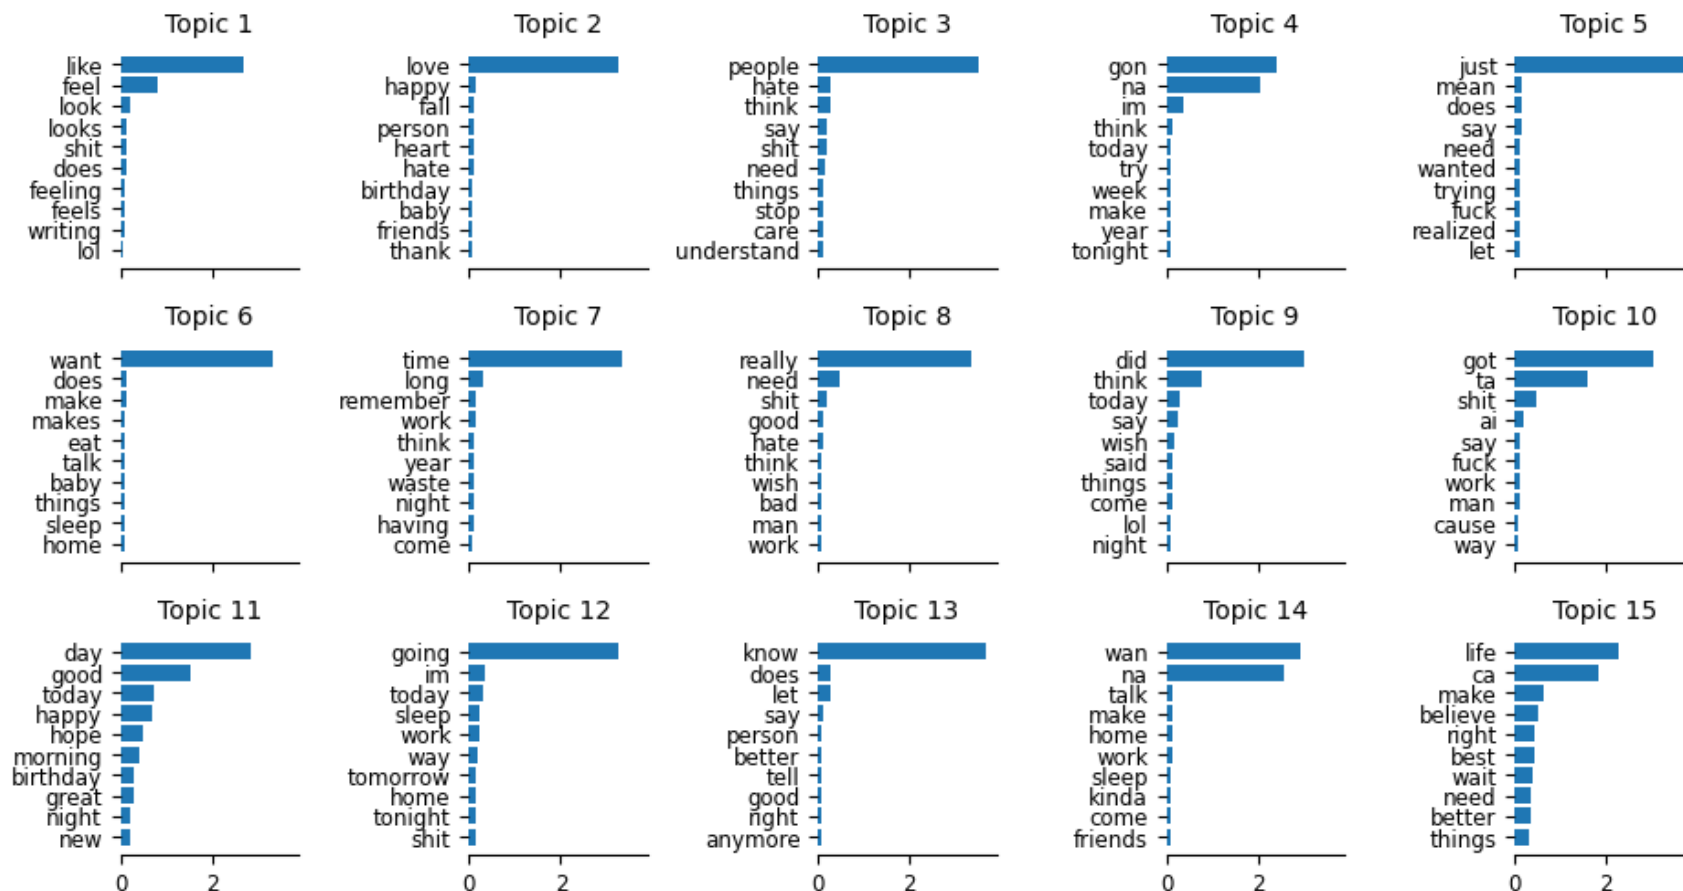 Topic 1
like
feel
look
looks
shit
does
feeling
feels
writing
lol
0 2
Topic 2
love
happy
fall
person
heart
hate
birthday
baby
friends
thank
0 2
Topic 3
people
hate
think
say
shit
need
things
stop
care
understand
0 2
Topic 4
gon
na
im
think
today
try
week
make
year
tonight
0 2
Topic 5
just
mean
does
say
need
wanted
trying
fuck
realized
let
0 2
Topic 6
want
does
make
makes
eat
talk
baby
things
sleep
home
Topic 7
time
long
remember
work
think
year
waste
night
having
come
Topic 8
really
need
shit
good
hate
think
wish
bad
man
work
Topic 9
did
think
today
say
wish
said
things
come
lol
night
Topic 10
got
ta
shit
ai
say
fuck
work
man
cause
way
Topic 11
day
good
today
happy
hope
morning
birthday
great
night
new
Topic 12
going
im
today
sleep
work
way
tomorrow
home
tonight
shit
Topic 13
know
does
let
say
person
better
tell
good
right
anymore
Topic 14
wan
na
talk
make
home
work
sleep
kinda
come
friends
Topic 15
life
ca
make
believe
right
best
wait
need
better
things